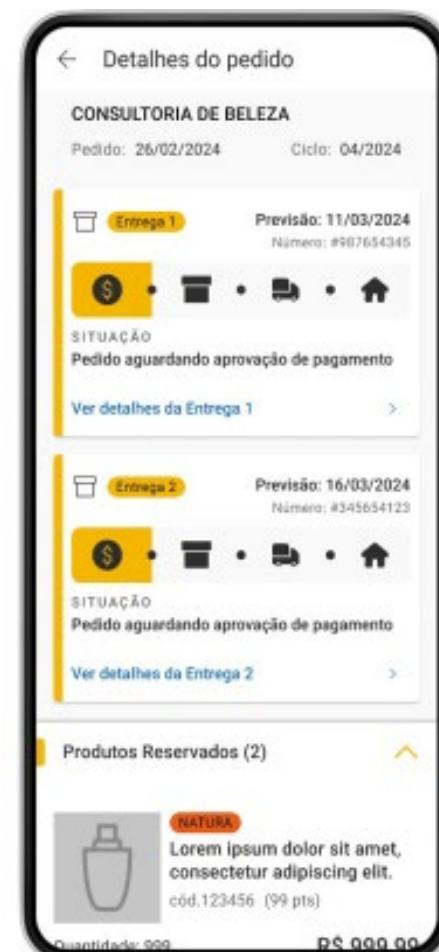 Detalhes do pedido
CONSULTORIA DE BELEZA
Pedido: 26/02/2024 Ciclo: 04/2024
Entrega 1 Previsão: 11/03/2024
Número: #987654345
SITUAÇÃO
Pedido aguardando aprovação de pagamento
Ver detalhes da Entrega 1
Entrega 2 Previsão: 16/03/2024
Número: #345654123
SITUAÇÃO
Pedido aguardando aprovação de pagamento
Ver detalhes da Entrega 2
Produtos Reservados (2)
NATURA
Lorem ipsum dolor sit amet,
consectetur adipiscing elit.
cód.123456 (99 pts)
Quantidade: 999 R$ 999,99